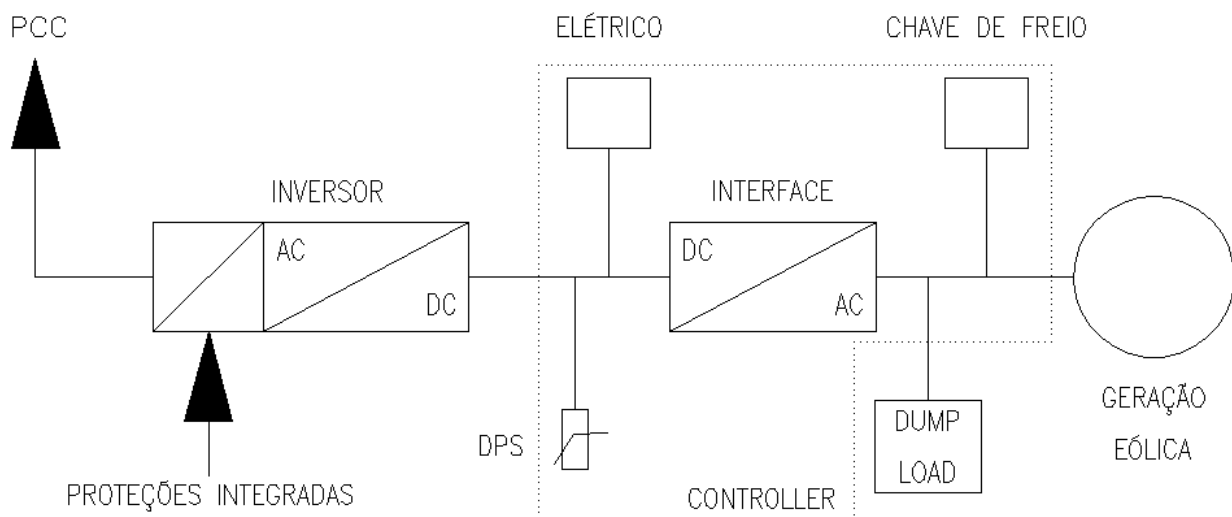 PCC
ELÉTRICO
CHAVE DE FREIO
INVERSOR
INTERFACE
AC
DC
DC
AC
DPS
DUMP
LOAD
GERAÇÃO
EÓLICA
PROTEÇÕES INTEGRADAS
CONTROLLER